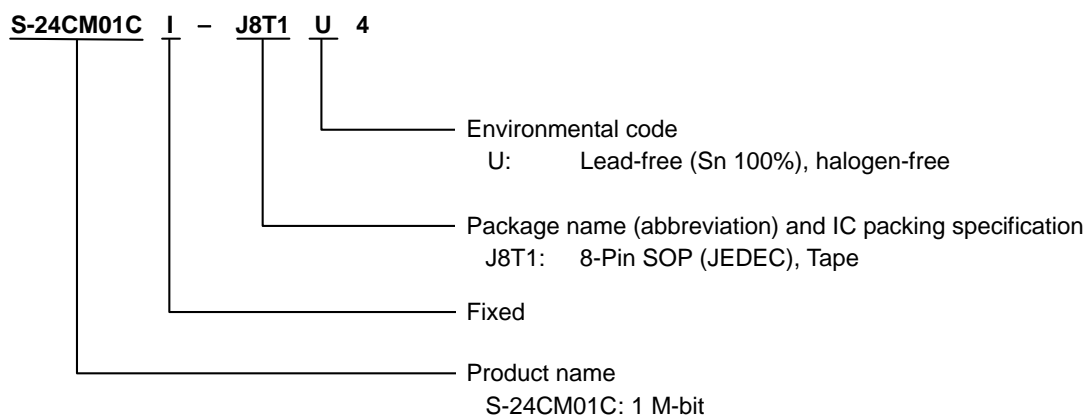 S-24CM01C I – J8T1 U 4
Environmental code
U: Lead-free (Sn 100%), halogen-free
Package name (abbreviation) and IC packing specification
J8T1: 8-Pin SOP (JEDEC), Tape
Fixed
Product name
S-24CM01C: 1 M-bit